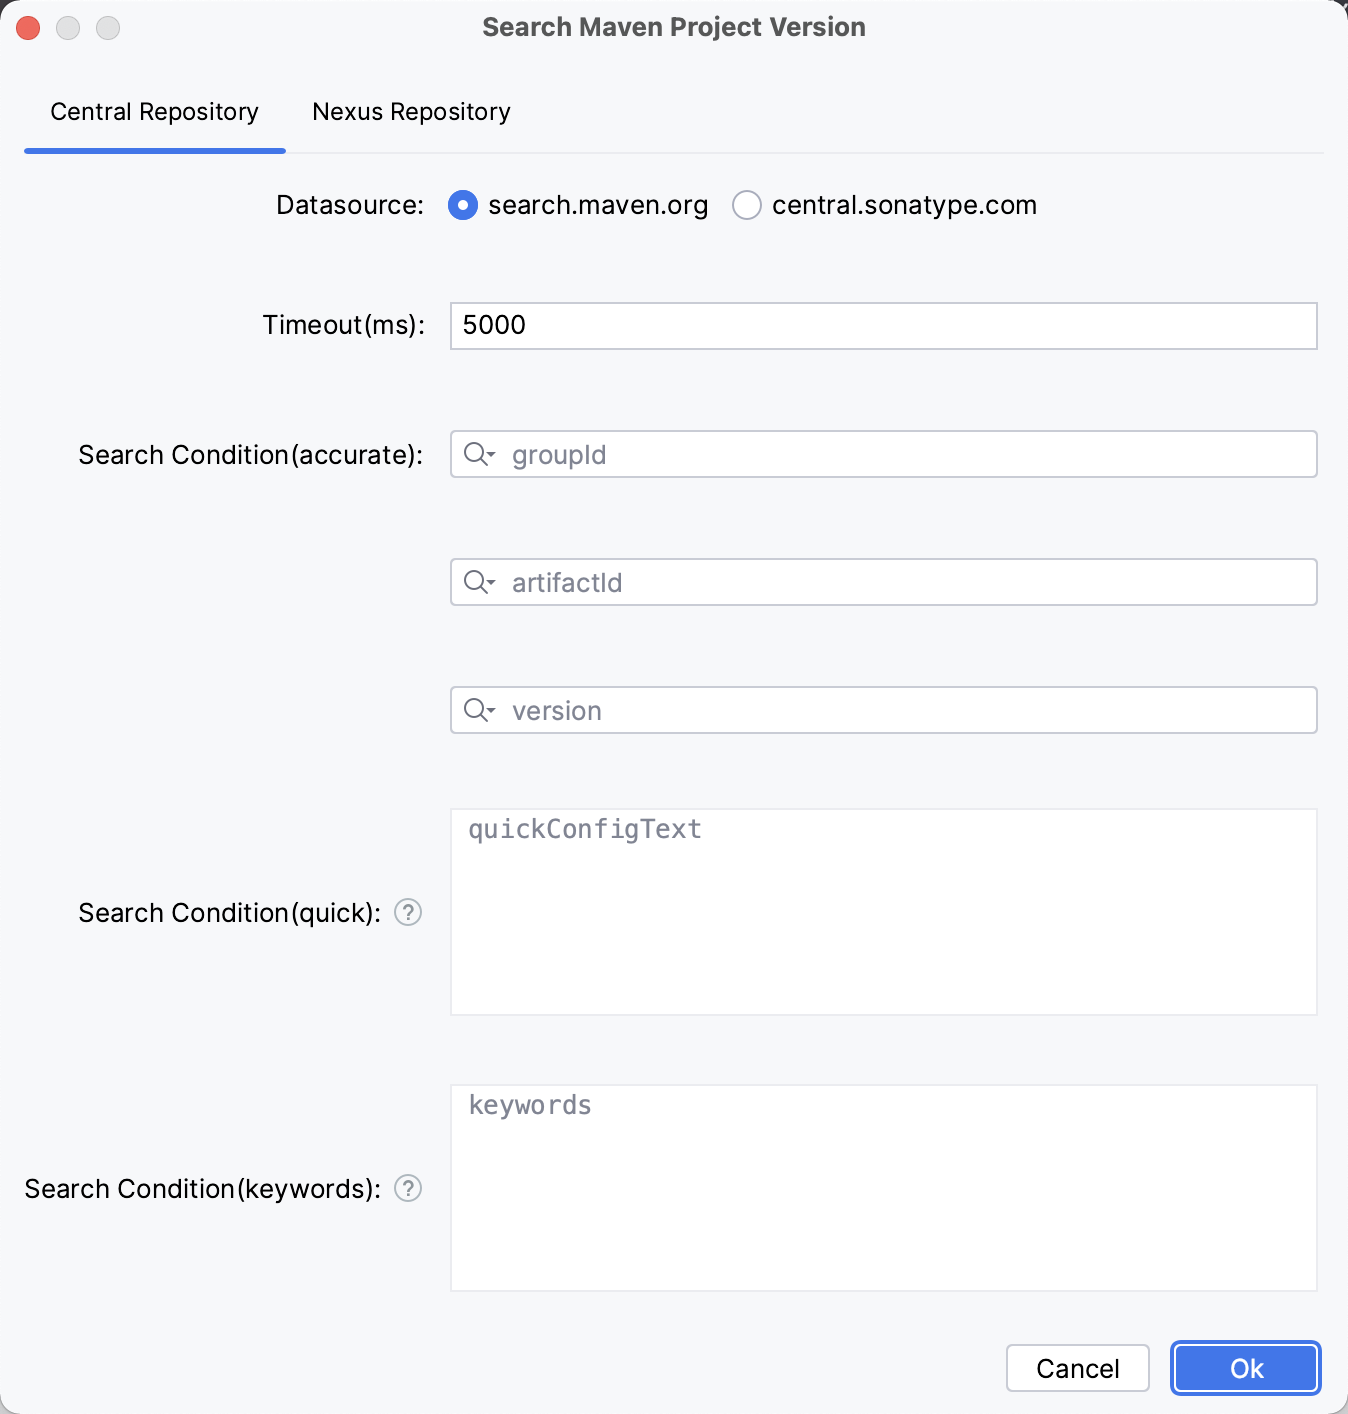 Search Maven Project Version
Central Repository Nexus Repository
Datasource: search.maven.org central.sonatype.com
Timeout(ms): 5000
Search Condition(accurate): groupId
artifactId
version
quickConfigText
Search Condition(quick): ?
keywords
Search Condition(keywords): ?
Cancel Ok